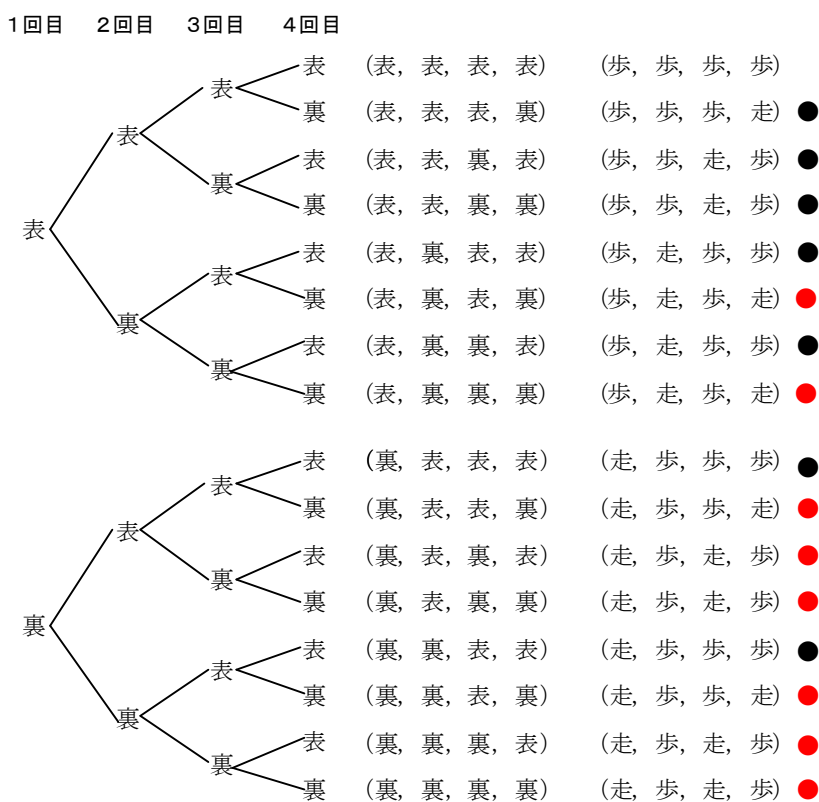 1回目 2回目 3回目 4回目
表 (表, 表, 表, 表) (歩, 歩, 歩, 歩)
表
裏 (表, 表, 表, 裏) (歩, 歩, 歩, 走)
表
表 (表, 表, 裏, 表) (歩, 歩, 走, 歩)
裏
裏 (表, 表, 裏, 裏) (歩, 歩, 走, 歩)
表
表 (表, 裏, 表, 表) (歩, 走, 歩, 歩)
表
裏 (表, 裏, 表, 裏) (歩, 走, 歩, 走)
裏
表 (表, 裏, 裏, 表) (歩, 走, 歩, 歩)
裏
裏 (表, 裏, 裏, 裏) (歩, 走, 歩, 走)
表 (裏, 表, 表, 表) (走, 歩, 歩, 歩)
表
裏 (裏, 表, 表, 裏) (走, 歩, 歩, 走)
表
表 (裏, 表, 裏, 表) (走, 歩, 走, 歩)
裏
裏 (裏, 表, 裏, 裏) (走, 歩, 走, 歩)
裏
表 (裏, 裏, 表, 表) (走, 歩, 歩, 歩)
表
裏 (裏, 裏, 表, 裏) (走, 歩, 歩, 走)
裏
表 (裏, 裏, 裏, 表) (走, 歩, 走, 歩)
裏
裏 (裏, 裏, 裏, 裏) (走, 歩, 走, 歩)